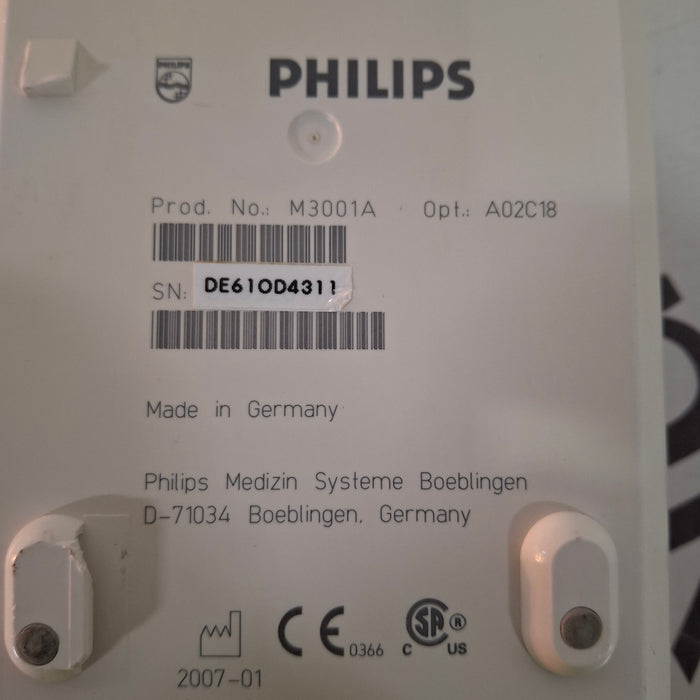 PHILIPS
Prod. No.: M3001A Opt.: A02C18
SN: DE610D4311
Made in Germany
Philips Medizin Systeme Boeblingen
D-71034 Boeblingen, Germany
CE 0366 C SA ® US
2007-01